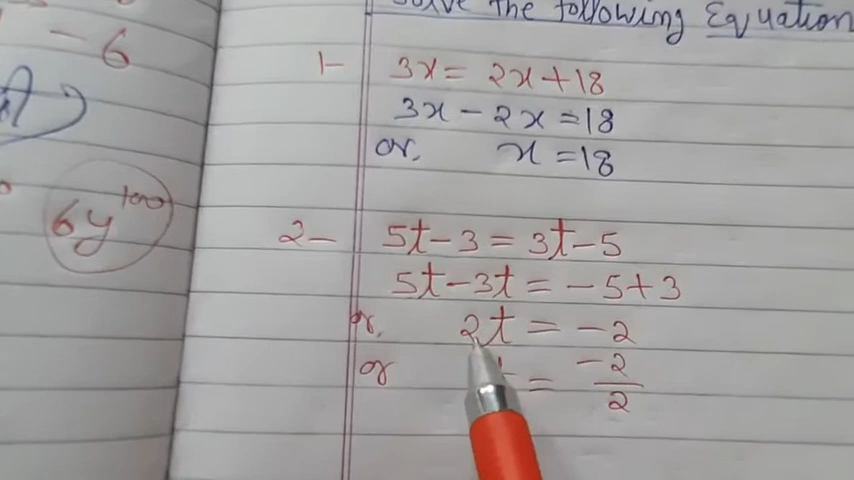 - 6
6y¹⁰⁰
Solve the following Equation
1- 3x = 2x + 18
3x - 2x = 18
or, x = 18
2- 5t - 3 = 3t - 5
5t - 3t = -5 + 3
or, 2t = -2
or = -2/2